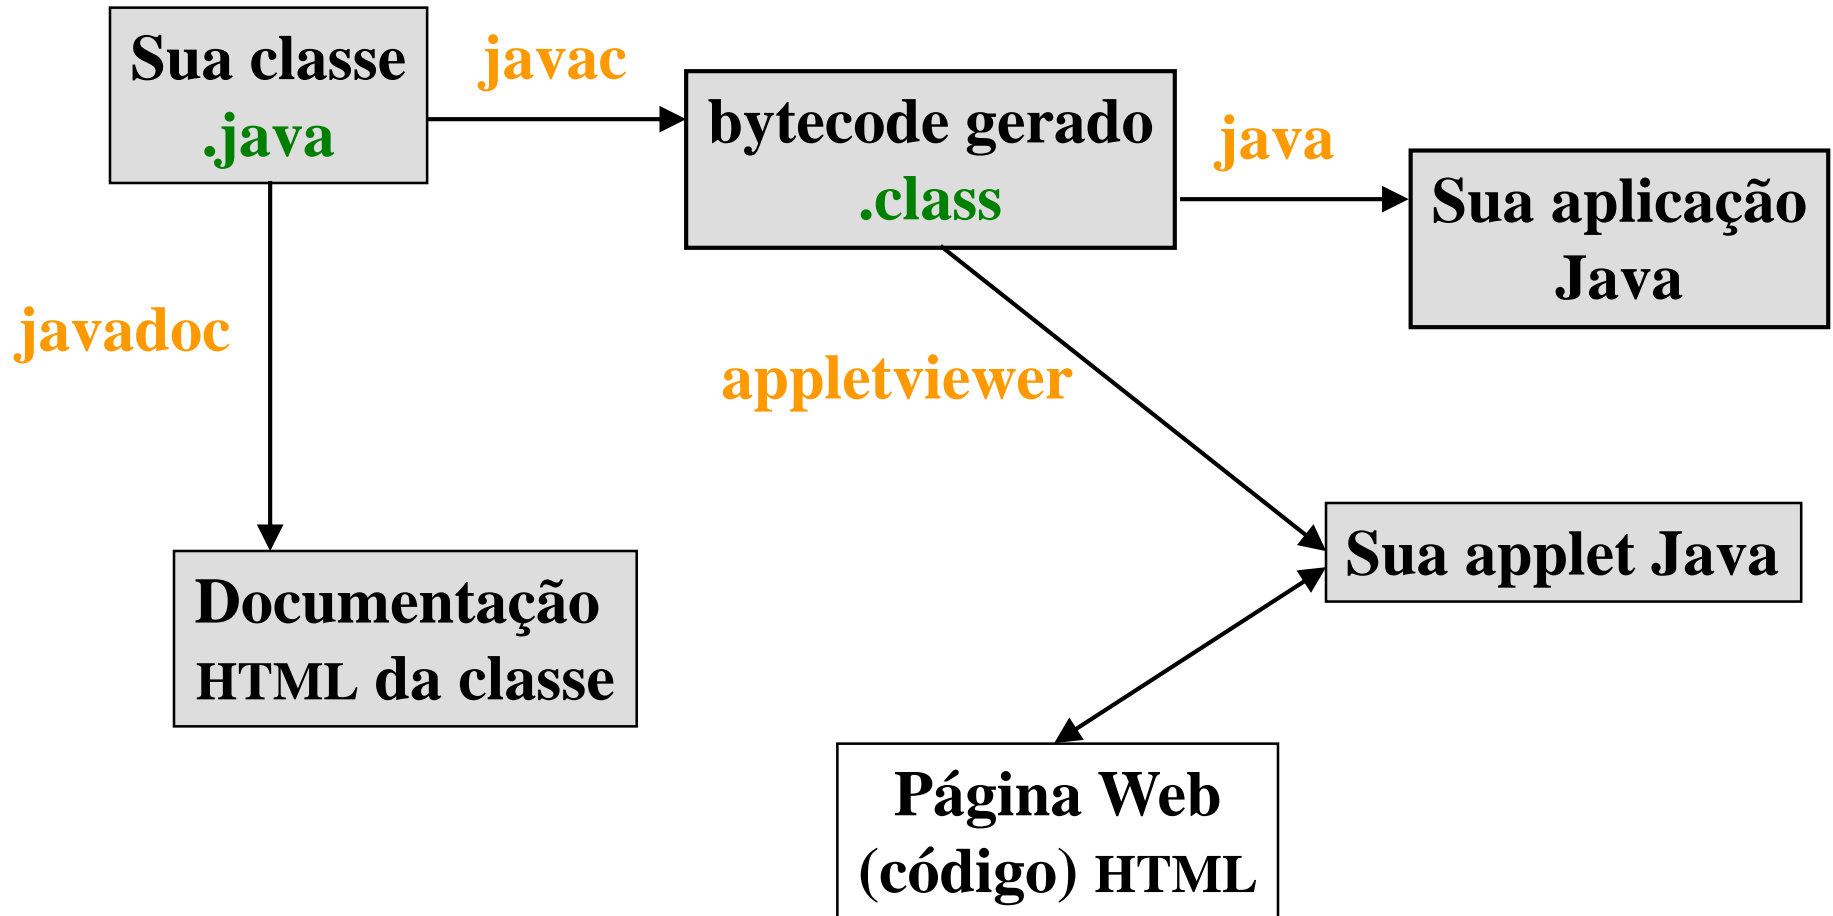 Sua classe
.java
javac
bytecode gerado
.class
java
Sua aplicação
Java
javadoc
appletviewer
Sua applet Java
Documentação
HTML da classe
Página Web
(código) HTML